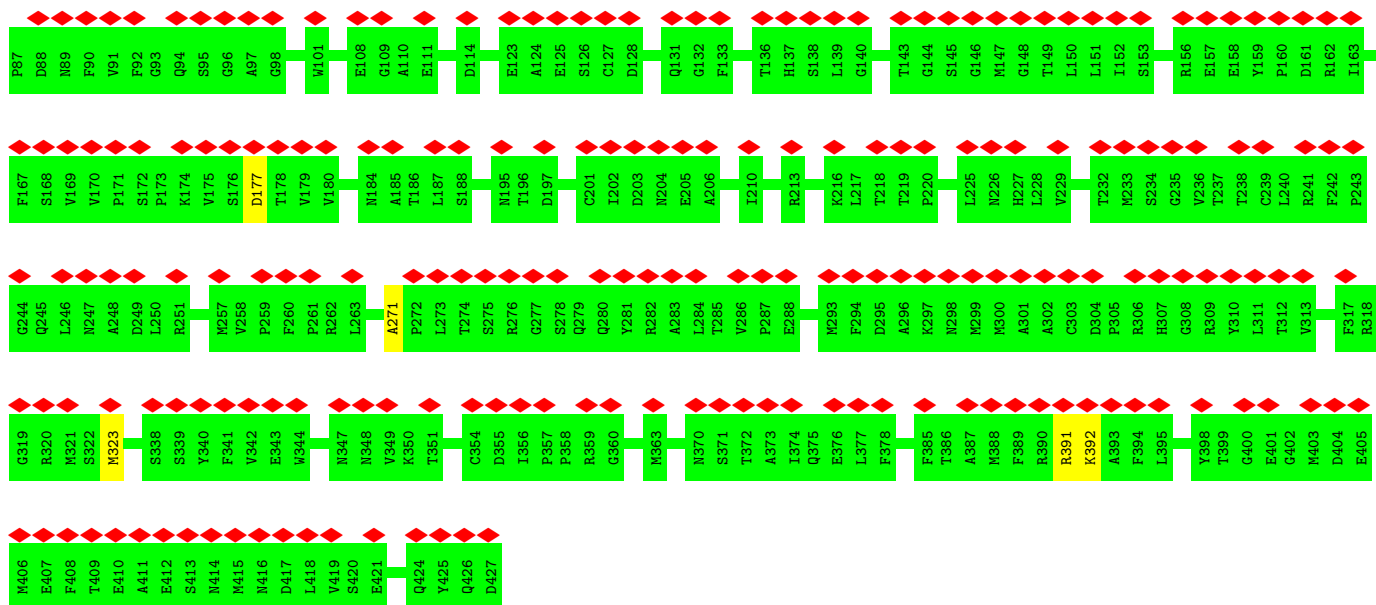 P87 D88 N89 F90 V91 F92 G93 Q94 S95 G96 A97 G98 W101 E108 G109 A110 E111 D114 E123 A124 E125 S126 C127 D128 Q131 G132 F133 T136 H137 S138 L139 G140 T143 G144 S145 G146 M147 G148 T149 L150 L151 I152 S153 R156 E157 E158 Y159 P160 D161 R162 I163
F167 S168 V169 V170 P171 S172 P173 K174 V175 S176 D177 T178 V179 V180 N184 A185 T186 L187 S188 N195 T196 D197 C201 I202 D203 N204 E205 A206 I210 R213 K216 L217 T218 T219 P220 L225 N226 H227 L228 V229 T232 M233 S234 G235 V236 T237 T238 C239 L240 R241 F242 P243
G244 Q245 L246 N247 A248 D249 L250 R251 M257 V258 P259 F260 P261 R262 L263 A271 P272 L273 T274 S275 R276 G277 S278 Q279 Q280 Y281 R282 A283 L284 T285 V286 P287 E288 M293 F294 D295 A296 K297 N298 M299 M300 A301 A302 C303 D304 P305 R306 H307 G308 R309 Y310 L311 T312 V313 F317 R318
G319 R320 M321 S322 M323 S338 S339 Y340 F341 V342 E343 W344 N347 N348 V349 K350 T351 C354 D355 I356 P357 P358 R359 G360 M363 N370 S371 T372 A373 I374 Q375 E376 L377 F378 F385 T386 A387 M388 F389 R390 R391 K392 A393 F394 L395 Y398 T399 G400 E401 G402 M403 D404 E405
M406 E407 F408 T409 E410 A411 E412 S413 N414 M415 N416 D417 L418 V419 S420 E421 Q424 Y425 Q426 D427